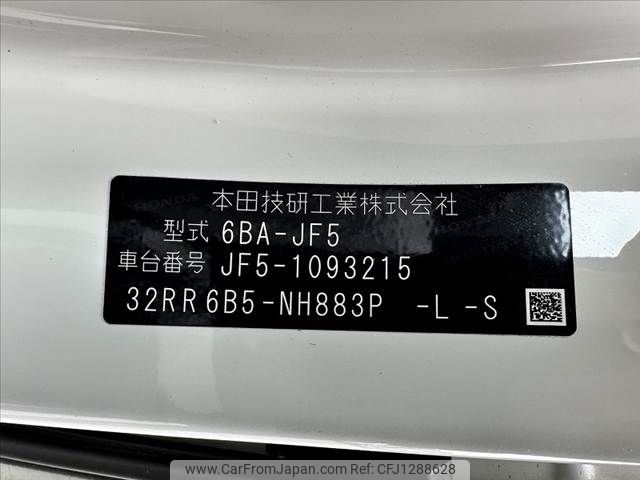 本田技研工業株式会社
型式 6BA-JF5
車台番号 JF5-1093215
32RR6B5-NH883P -L -S
www.CarFromJapan.com - CFJ1288628